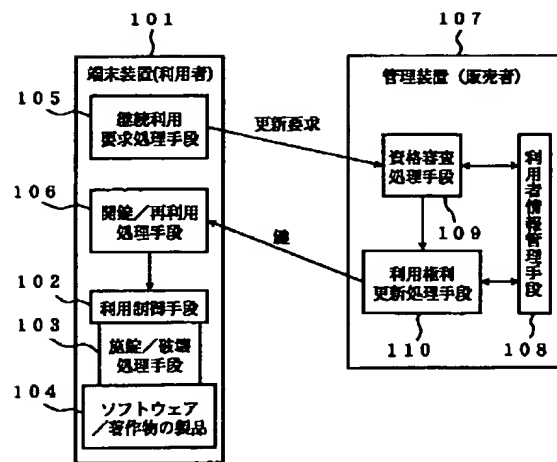 101
107
端末装置(利用者)
管理装置(販売者)
105
継続利用
要求処理手段
更新要求
資格審査
処理手段
利用者情報管理手段
106
開錠/再利用
処理手段
鍵
109
利用権利
更新処理手段
102
利用制御手段
103
施錠/破壊
処理手段
110
108
104
ソフトウェア
/著作物の製品